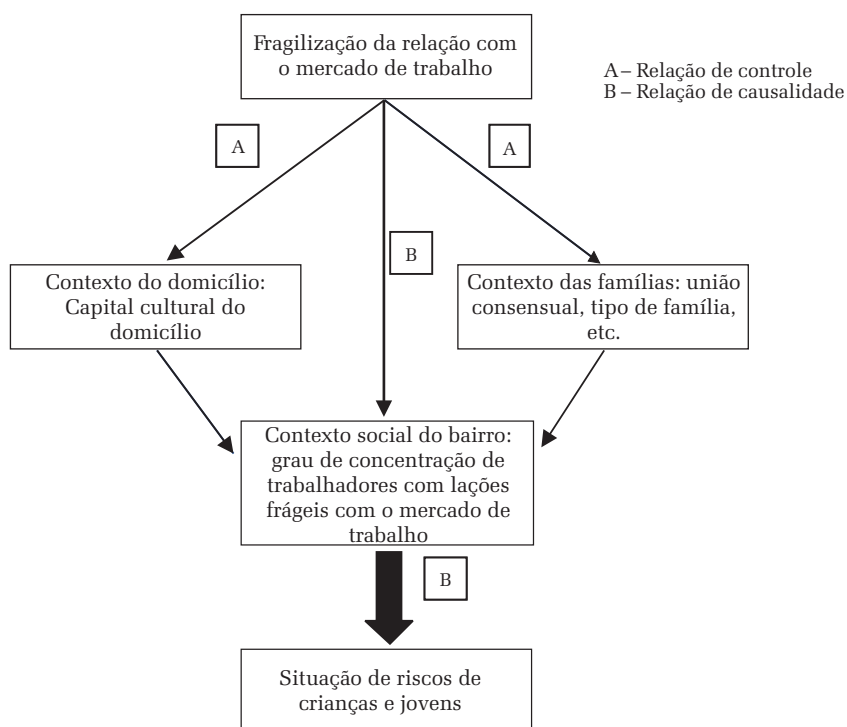 Fragilização da relação com
o mercado de trabalho
A – Relação de controle
B – Relação de causalidade
A
A
B
Contexto do domicílio:
Capital cultural do
domicílio
Contexto das famílias: união
consensual, tipo de família,
etc.
Contexto social do bairro:
grau de concentração de
trabalhadores com lações
frágeis com o mercado de
trabalho
B
Situação de riscos de
crianças e jovens